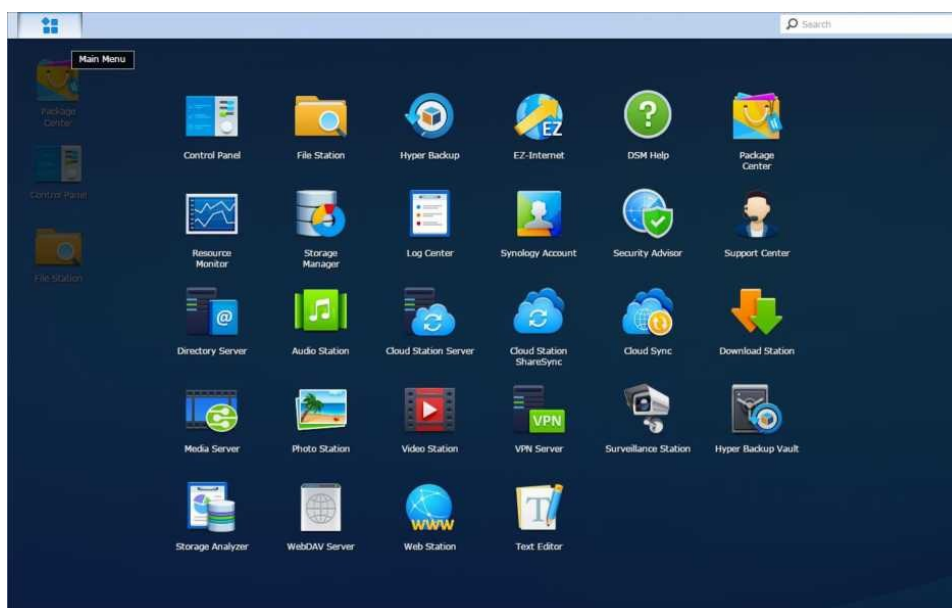 Search
Main Menu
Package
Center
Control Panel
File Station
Control Panel
File Station
Hyper Backup
EZ
EZ-Internet
?
DSM Help
Package
Center
Resource
Monitor
Storage
Manager
Log Center
Synology Account
Security Advisor
Support Center
@
Directory Server
Audio Station
Cloud Station Server
Cloud Station
ShareSync
Cloud Sync
Download Station
Media Server
Photo Station
Video Station
VPN
VPN Server
Surveillance Station
Hyper Backup Vault
Storage Analyzer
WebDAV Server
www
Web Station
T
Text Editor